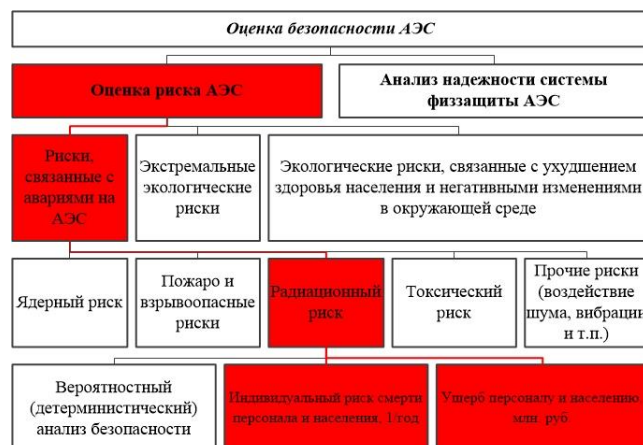 Оценка безопасности АЭС
Оценка риска АЭС
Анализ надежности системы
физзащиты АЭС
Риски,
связанные с
авариями на
АЭС
Экстремальные
экологические
риски
Экологические риски, связанные с ухудшением
здоровья населения и негативными изменениями
в окружающей среде
Ядерный риск
Пожаро и
взрывоопасные
риски
Радиационный
риск
Токсический
риск
Прочие риски
(воздействие
шума, вибрации
и т.п.)
Вероятностный
(детерминистический)
анализ безопасности
Индивидуальный риск смерти
персонала и населения, 1/год
Ущерб персоналу и населению.
млн. руб.